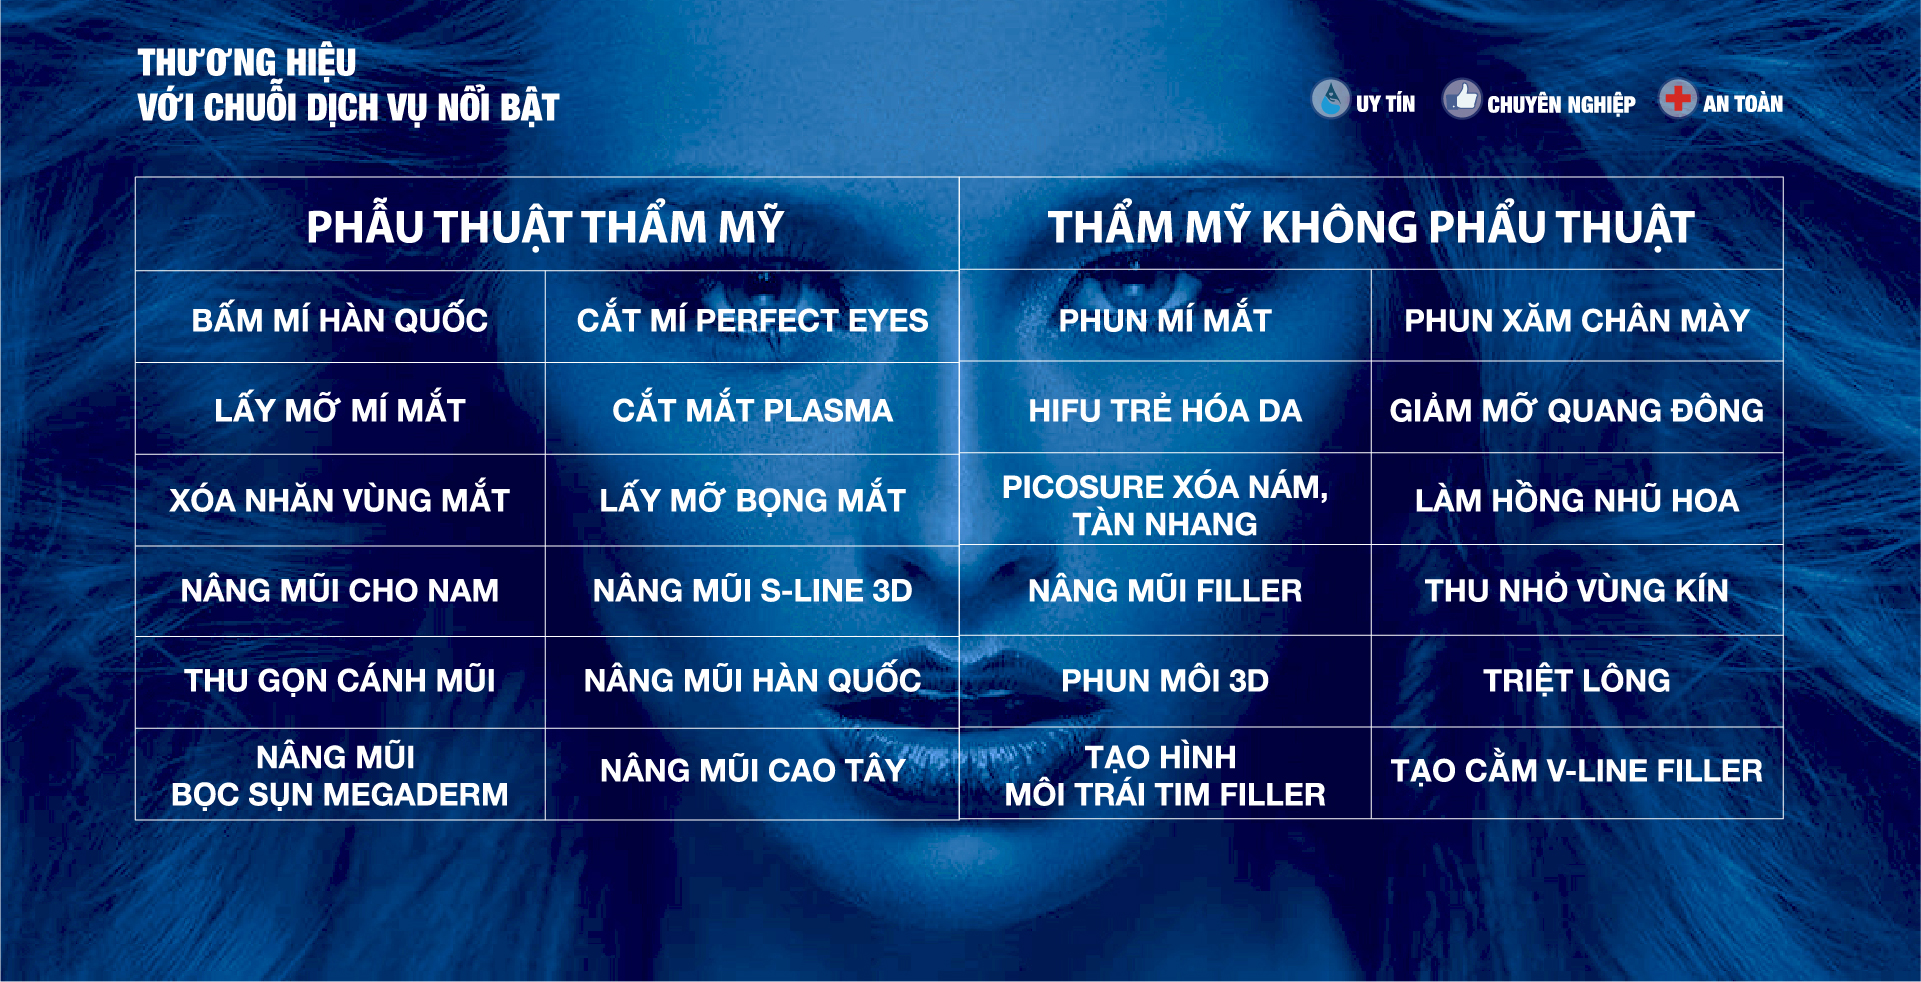 THƯƠNG HIỆU
VỚI CHUỖI DỊCH VỤ NỔI BẬT
UY TÍN
CHUYÊN NGHIỆP
AN TOÀN
PHẪU THUẬT THẨM MỸ
THẨM MỸ KHÔNG PHẨU THUẬT
BẤM MÍ HÀN QUỐC
CẮT MÍ PERFECT EYES
PHUN MÍ MẮT
PHUN XĂM CHÂN MÀY
LẤY MỠ MÍ MẮT
CẮT MẮT PLASMA
HIFU TRẺ HÓA DA
GIẢM MỠ QUANG ĐÔNG
XÓA NHĂN VÙNG MẮT
LẤY MỠ BỌNG MẮT
PICOSURE XÓA NÁM,
TÀN NHANG
LÀM HỒNG NHŨ HOA
NÂNG MŨI CHO NAM
NÂNG MŨI S-LINE 3D
NÂNG MŨI FILLER
THU NHỎ VÙNG KÍN
THU GỌN CÁNH MŨI
NÂNG MŨI HÀN QUỐC
PHUN MÔI 3D
TRIỆT LÔNG
NÂNG MŨI
BỌC SỤN MEGADERM
NÂNG MŨI CAO TÂY
TẠO HÌNH
MÔI TRÁI TIM FILLER
TẠO CẰM V-LINE FILLER